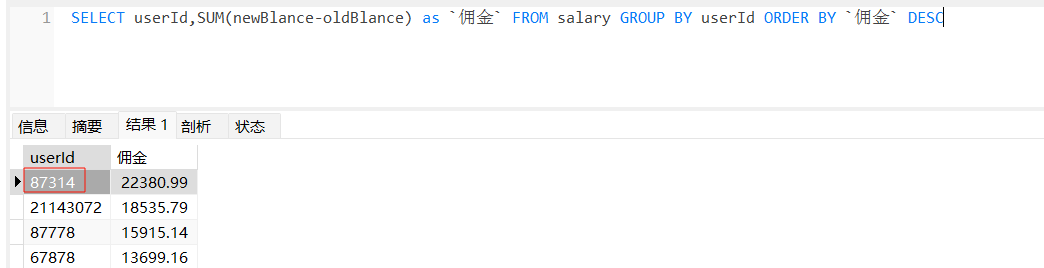 1 SELECT userId,SUM(newBlance-oldBlance) as `佣金` FROM salary GROUP BY userId ORDER BY `佣金` DESC
信息 摘要 结果 1 剖析 状态
userId 佣金
87314 22380.99
21143072 18535.79
87778 15915.14
67878 13699.16